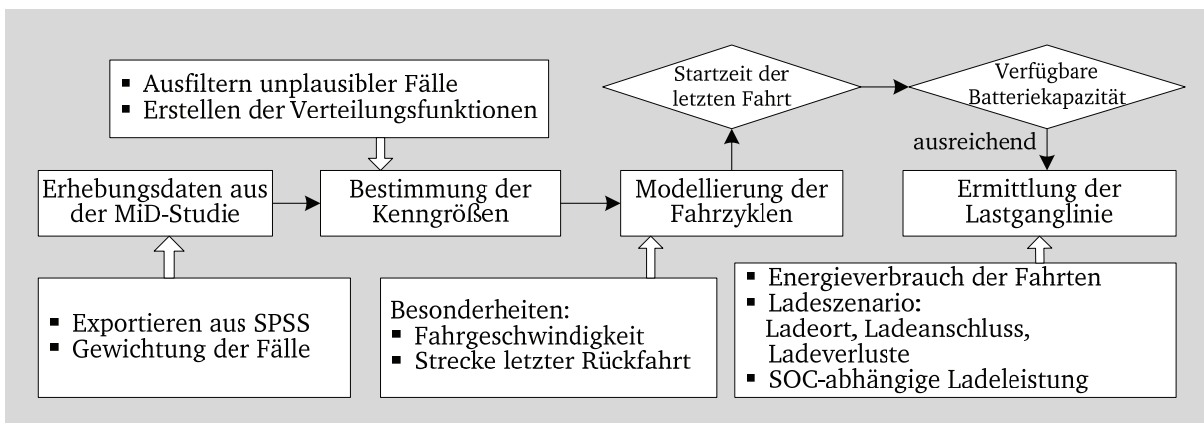 ▪ Ausfiltern unplausibler Fälle
▪ Erstellen der Verteilungsfunktionen
Startzeit der
letzten Fahrt
Verfügbare
Batteriekapazität
ausreichend
Erhebungsdaten aus
der MiD-Studie
Bestimmung der
Kenngrößen
Modellierung der
Fahrzyklen
Ermittlung der
Lastganglinie
▪ Exportieren aus SPSS
▪ Gewichtung der Fälle
Besonderheiten:
▪ Fahrgeschwindigkeit
▪ Strecke letzter Rückfahrt
▪ Energieverbrauch der Fahrten
▪ Ladeszenario:
Ladeort, Ladeanschluss,
Ladeverluste
▪ SOC-abhängige Ladeleistung